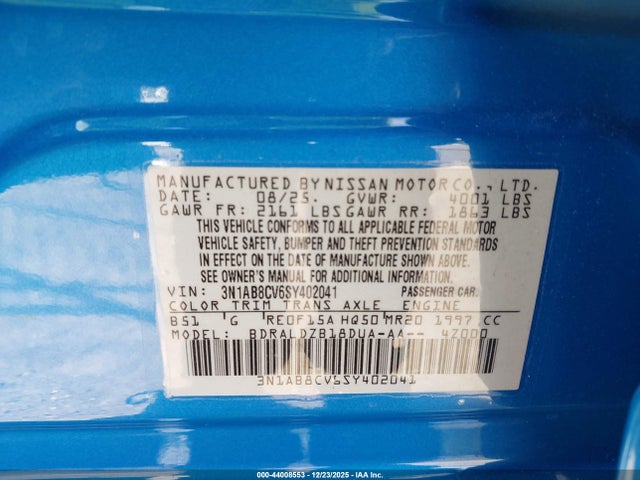 MANUFACTURED BY NISSAN MOTOR CO., LTD.
DATE: 08/25. GVWR: 4001 LBS
GAWR FR: 2161 LBS GAWR RR: 1863 LBS
THIS VEHICLE CONFORMS TO ALL APPLICABLE FEDERAL MOTOR
VEHICLE SAFETY, BUMPER AND THEFT PREVENTION STANDARDS
IN EFFECT ON THE DATE OF MANUFACTURE SHOWN ABOVE.
SEE OWNER'S MANUAL FOR ADDITIONAL INFORMATION
VIN: 3N1AB8CV6SY402041 PASSENGER CAR.
COLOR TRIM TRANS AXLE ENGINE
B51 G RE0F15A HQ50 MR20 1997 CC
MODEL: BDRALDZB18DUA-AA-- 4Z000
3N1AB8CV6SY402041
000-44008553 - 12/23/2025 - IAA Inc.